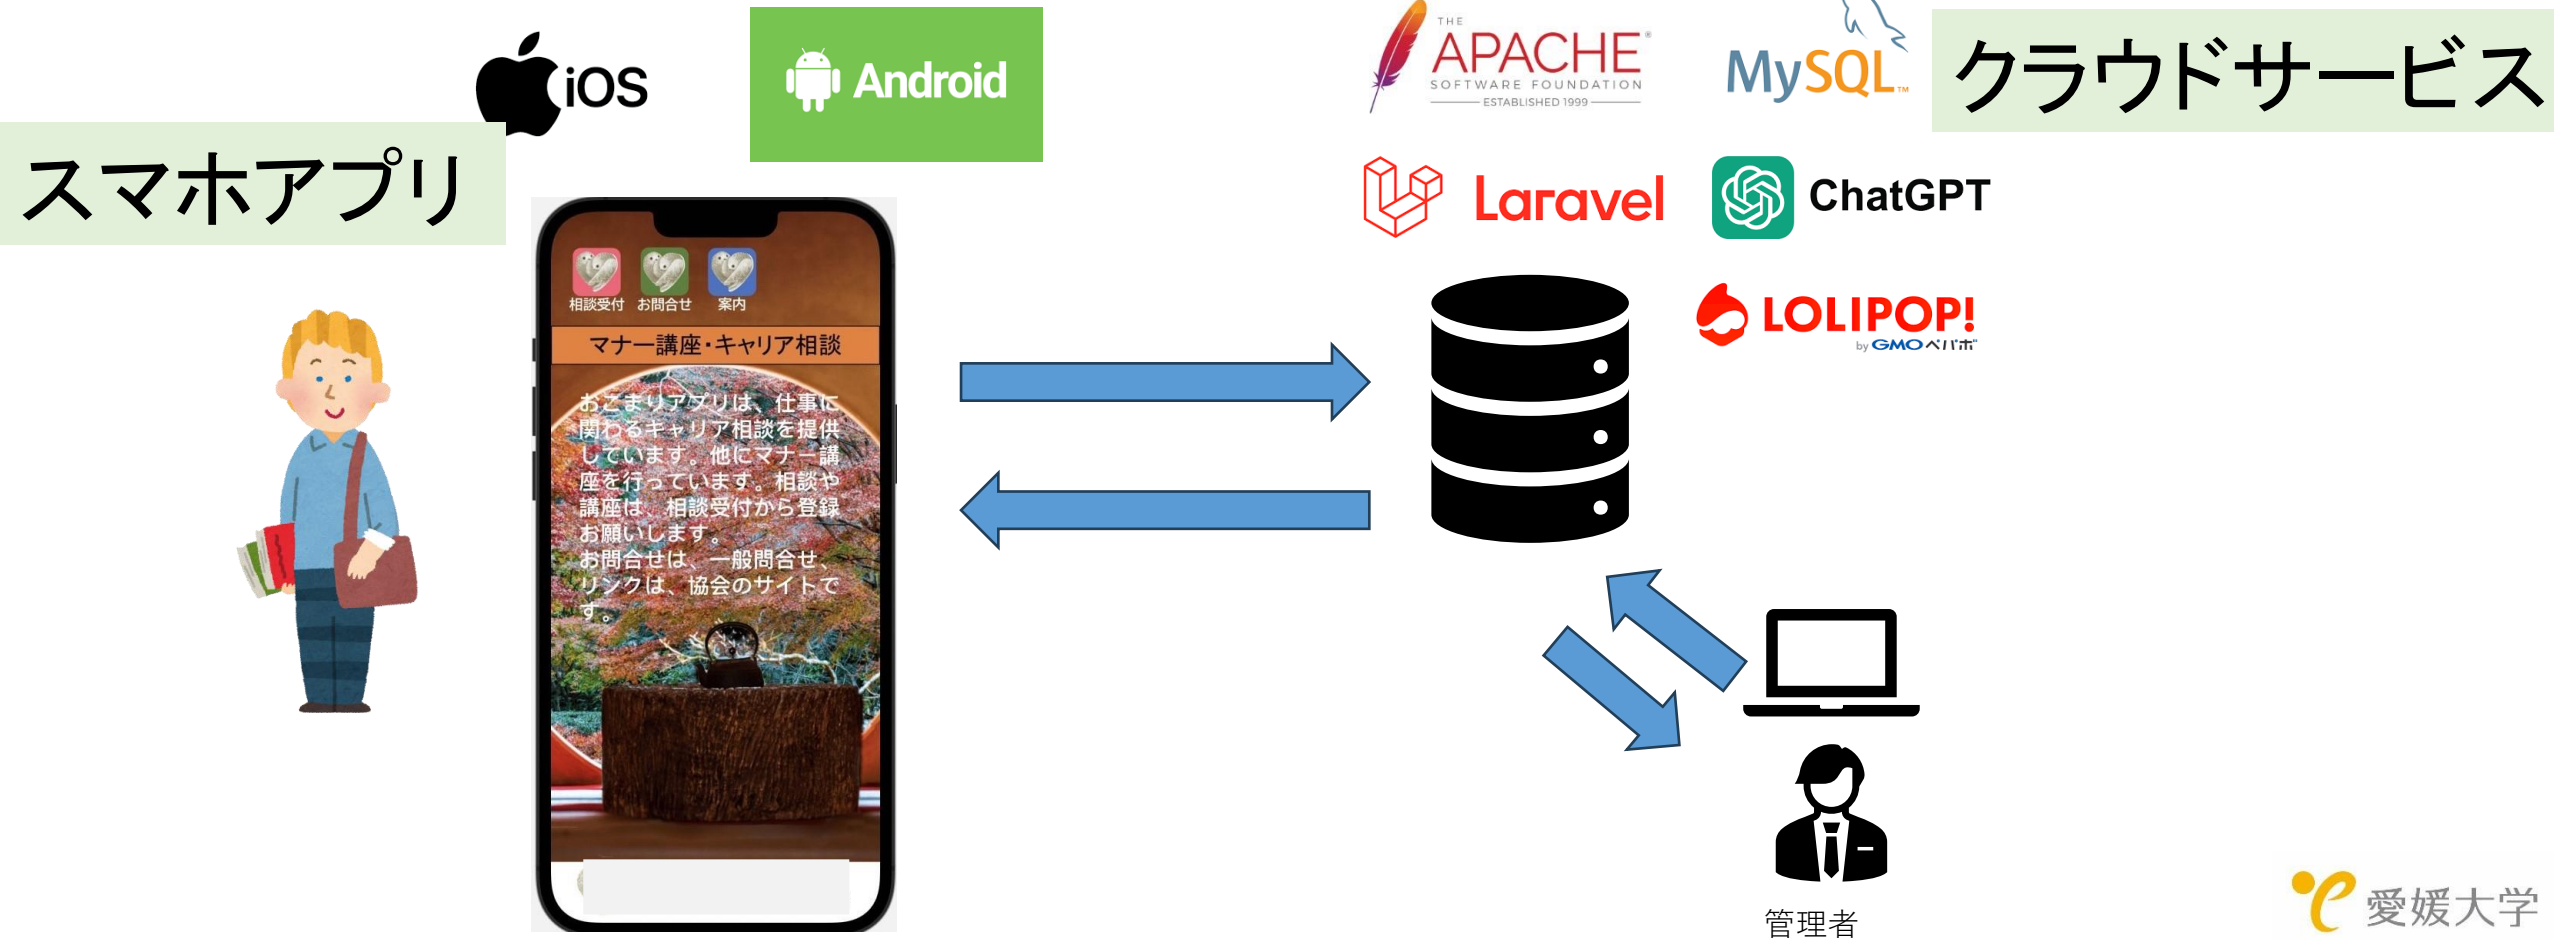 iOS
Android
スマホアプリ
相談受付 お問合せ 案内
マナー講座・キャリア相談
おこまりアプリは、仕事に
関わるキャリア相談を提供
しています。他にマナー講
座を行っています。相談や
講座は、相談受付から登録
お願いします。
お問合せは、一般問合せ、
リンクは、協会のサイトで
す。
THE
APACHE®
SOFTWARE FOUNDATION
ESTABLISHED 1999
MySQL™
クラウドサービス
Laravel
ChatGPT
LOLIPOP!
by GMOペパボ
管理者
愛媛大学